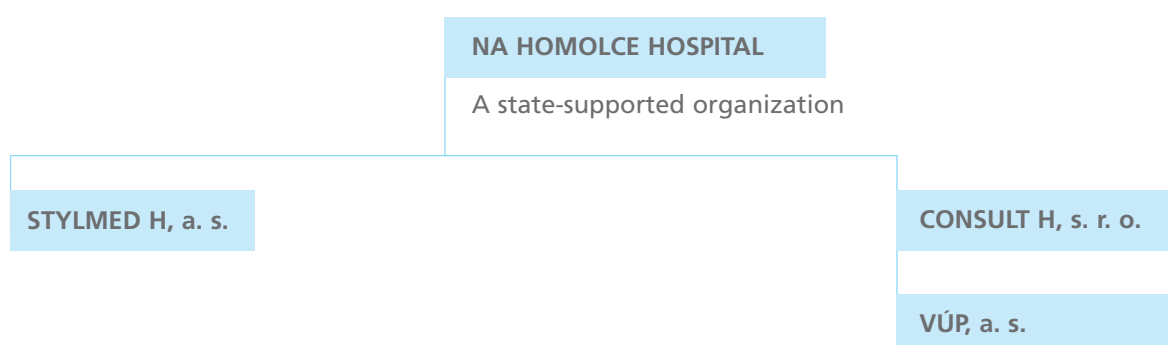 NA HOMOLCE HOSPITAL
A state-supported organization
STYLMED H, a. s.
CONSULT H, s. r. o.
VÚP, a. s.